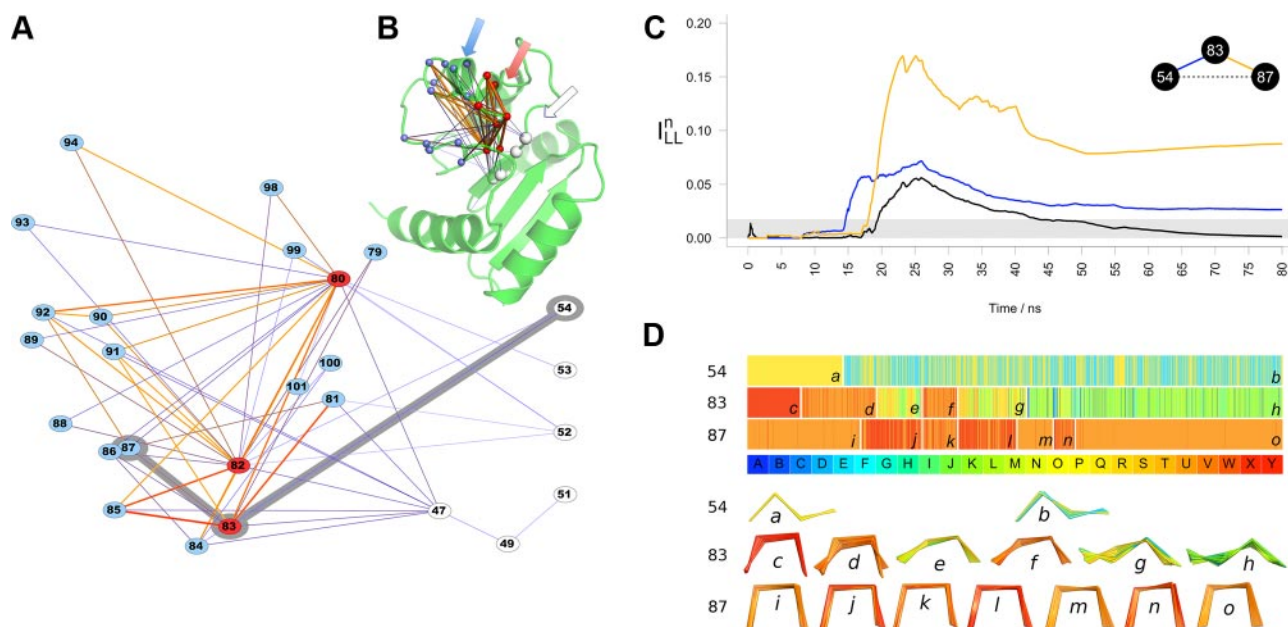 A
B
C
94
98
93
99
79
80
54
92
90
89
91
100
53
101
81
88
52
87
86
82
51
85
83
47
84
49
0.20
0.15
0.10
0.05
0.00
I^n_LL
83
54
87
0 5 10 15 20 25 30 35 40 45 50 55 60 65 70 75 80
Time / ns
D
54 a b
83 c d e f g h
87 i j k l m n o
A B C D E F G H I J K L M N O P Q R S T U V W X Y
54 a b
83 c d e f g h
87 i j k l m n o